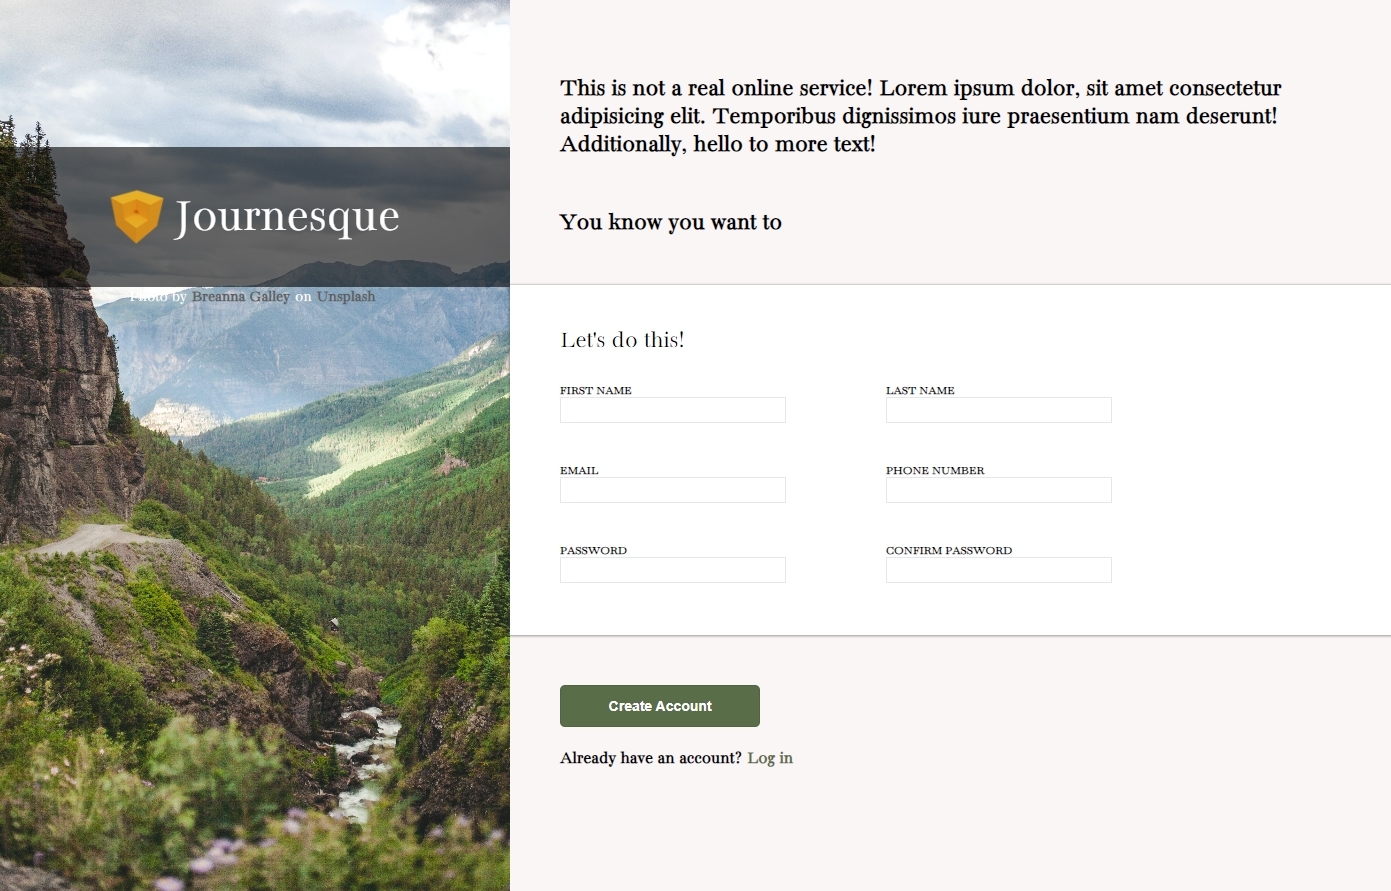 Journesque
Photo by Breanna Galley on Unsplash
This is not a real online service! Lorem ipsum dolor, sit amet consectetur
adipisicing elit. Temporibus dignissimos iure praesentium nam deserunt!
Additionally, hello to more text!
You know you want to
Let's do this!
FIRST NAME
LAST NAME
EMAIL
PHONE NUMBER
PASSWORD
CONFIRM PASSWORD
Create Account
Already have an account? Log in